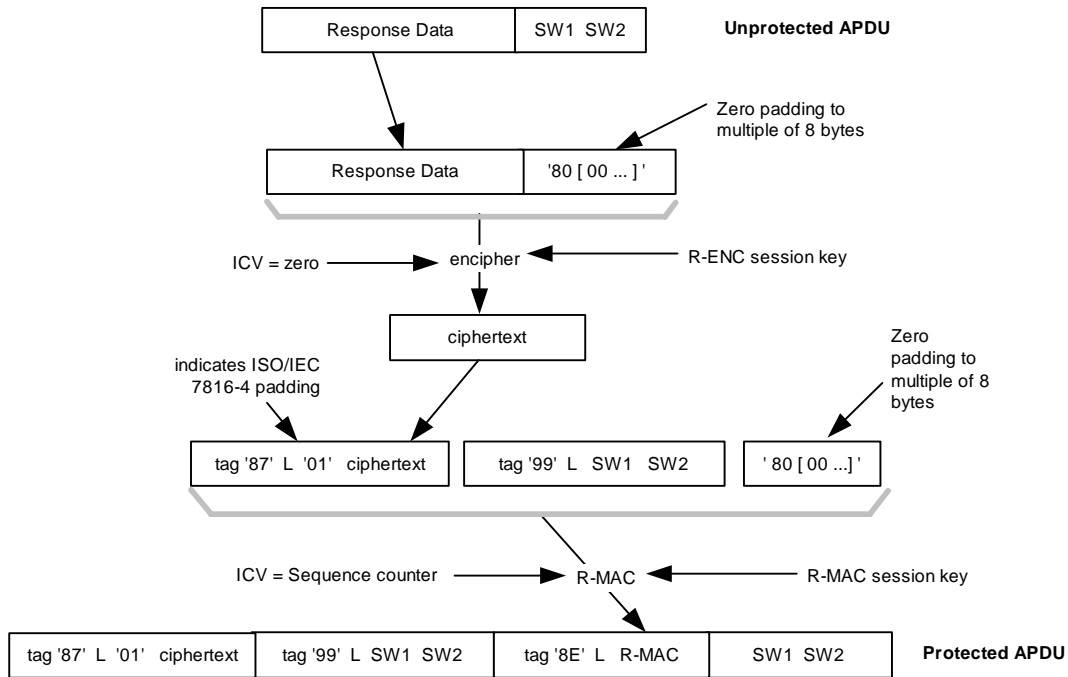 Response Data SW1 SW2 Unprotected APDU
Zero padding to
multiple of 8 bytes
Response Data '80 [ 00 ... ] '
ICV = zero encipher R-ENC session key
ciphertext
indicates ISO/IEC
7816-4 padding
Zero
padding to
multiple of 8
bytes
tag '87' L '01' ciphertext tag '99' L SW1 SW2 ' 80 [ 00 ...] '
ICV = Sequence counter R-MAC R-MAC session key
tag '87' L '01' ciphertext tag '99' L SW1 SW2 tag '8E' L R-MAC SW1 SW2 Protected APDU